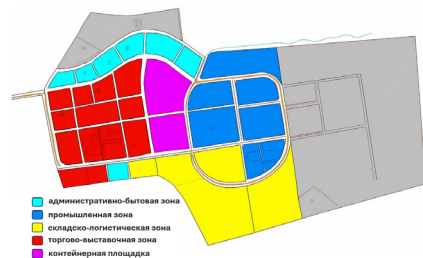 административно-бытовая зона
промышленная зона
складско-логистическая зона
торгово-выставочная зона
контейнерная площадка